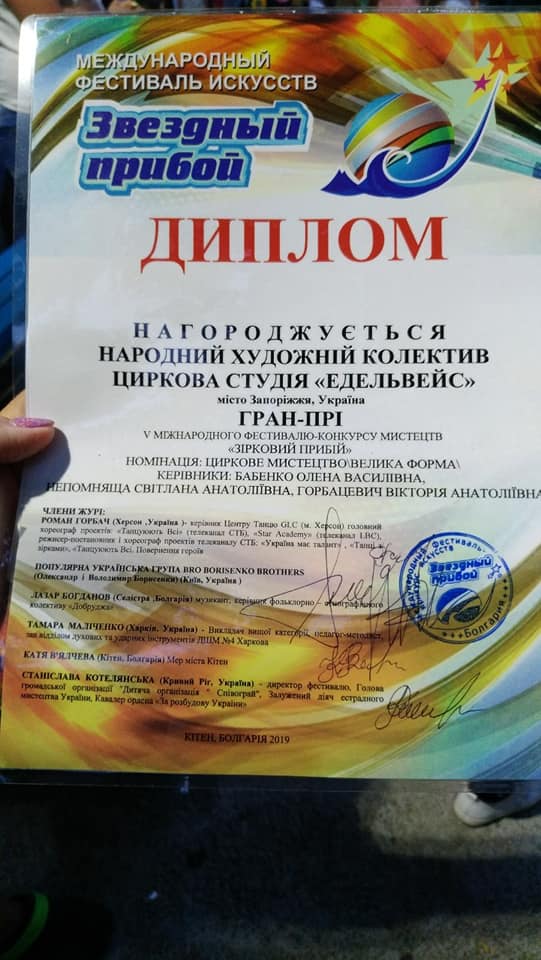 МЕЖДУНАРОДНЫЙ
ФЕСТИВАЛЬ ИСКУССТВ
Звездный
прибой
ДИПЛОМ
НАГОРОДЖУЄТЬСЯ
НАРОДНИЙ ХУДОЖНІЙ КОЛЕКТИВ
ЦИРКОВА СТУДІЯ «ЕДЕЛЬВЕЙС»
місто Запоріжжя, Україна
ГРАН-ПРІ
V МІЖНАРОДНОГО ФЕСТИВАЛЮ-КОНКУРСУ МИСТЕЦТВ
«ЗІРКОВИЙ ПРИБІЙ»
НОМІНАЦІЯ: ЦИРКОВЕ МИСТЕЦТВО\ВЕЛИКА ФОРМА\
КЕРІВНИКИ: БАБЕНКО ОЛЕНА ВАСИЛІВНА,
НЕПОМНЯЩА СВІТЛАНА АНАТОЛІЇВНА, ГОРБАЦЕВИЧ ВІКТОРІЯ АНАТОЛІЇВНА
ЧЛЕНИ ЖУРІ:
РОМАН ГОРБАЧ (Херсон ,Україна )- керівник Центру Танцю GLC (м. Херсон) головний
хореограф проектів «Танцюють Всі» (телеканал СТБ), «Star Academy» (телеканал LBC),
режисер-постановник і хореограф проектів телеканалу СТБ: «Україна має талант» , «Танці з
зірками», «Танцюють Всі. Повернення героїв
ПОПУЛЯРНА УКРАЇНСЬКА ГРУПА BRO BORISENKO BROTHERS
(Олександр і Володимир Борисенки) (Київ, Україна )
ЛАЗАР БОГДАНОВ (Селістра ,Болгарія) музикант, керівник фольклорно – етнографічного
колективу «Добруджа»
ТАМАРА МАЛІЧЕНКО (Харків, Україна) - Викладач вищої категорії, педагог-методист,
зав.відділом духових та ударних інструментів ДШМ №4 Харкова
КАТЯ В'ЯЛЧЕВА (Кітен, Болгарія) Мер міста Кітен
СТАНІСЛАВА КОТЕЛЯНСЬКА (Кривий Ріг, Україна) - директор фестивалю, Голова
громадської організації "Дитяча організація " Співограй", Залужений діяч естрадного
мистецтва України, Кавалер ордена «За розбудову України»
Звездный
прибой
Болгария
КІТЕН, БОЛГАРІЯ 2019